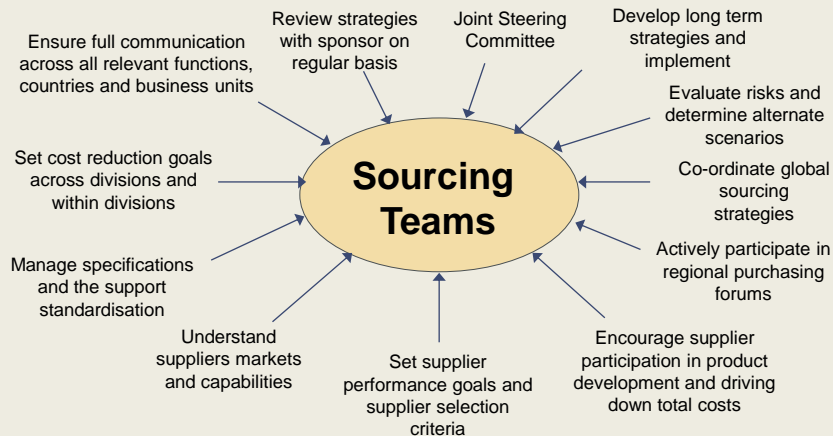 Ensure full communication
across all relevant functions,
countries and business units
Review strategies
with sponsor on
regular basis
Joint Steering
Committee
Develop long term
strategies and
implement
Evaluate risks and
determine alternate
scenarios
Set cost reduction goals
across divisions and
within divisions
Sourcing
Teams
Co-ordinate global
sourcing
strategies
Manage specifications
and the support
standardisation
Actively participate in
regional purchasing
forums
Understand
suppliers markets
and capabilities
Set supplier
performance goals and
supplier selection
criteria
Encourage supplier
participation in product
development and driving
down total costs